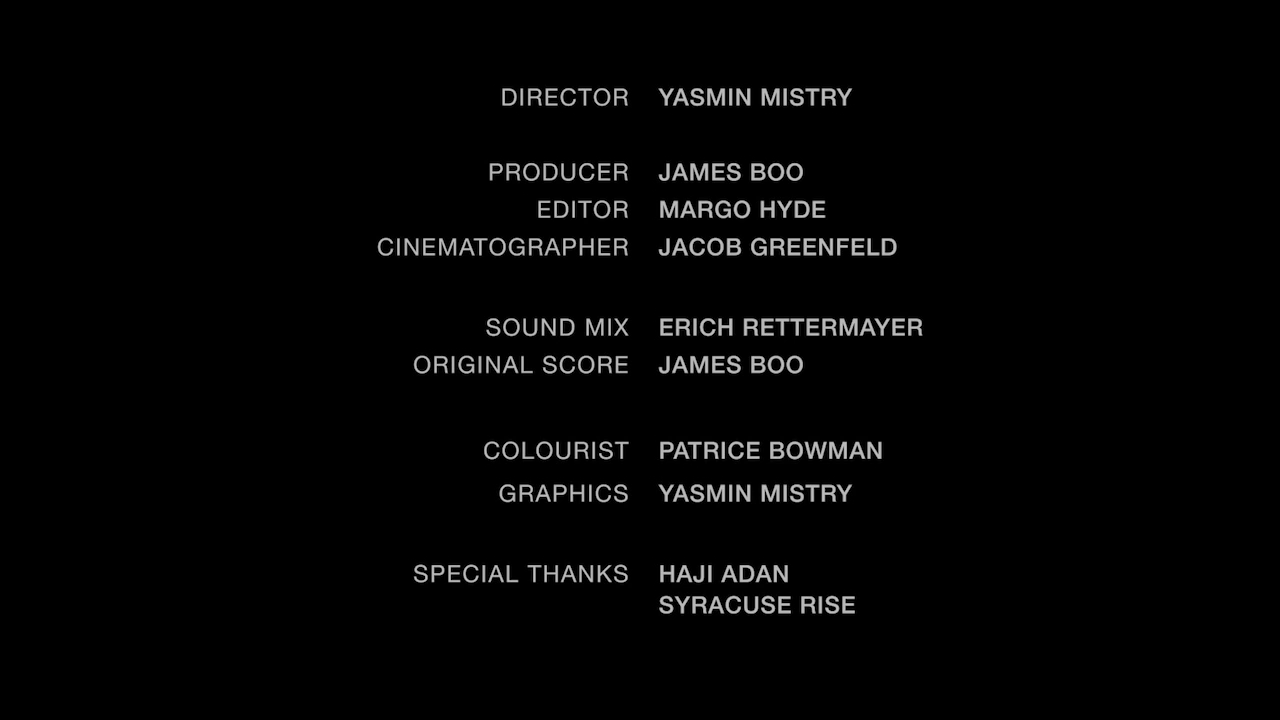 DIRECTOR YASMIN MISTRY
PRODUCER JAMES BOO
EDITOR MARGO HYDE
CINEMATOGRAPHER JACOB GREENFELD
SOUND MIX ERICH RETTERMAYER
ORIGINAL SCORE JAMES BOO
COLOURIST PATRICE BOWMAN
GRAPHICS YASMIN MISTRY
SPECIAL THANKS HAJI ADAN
SYRACUSE RISE